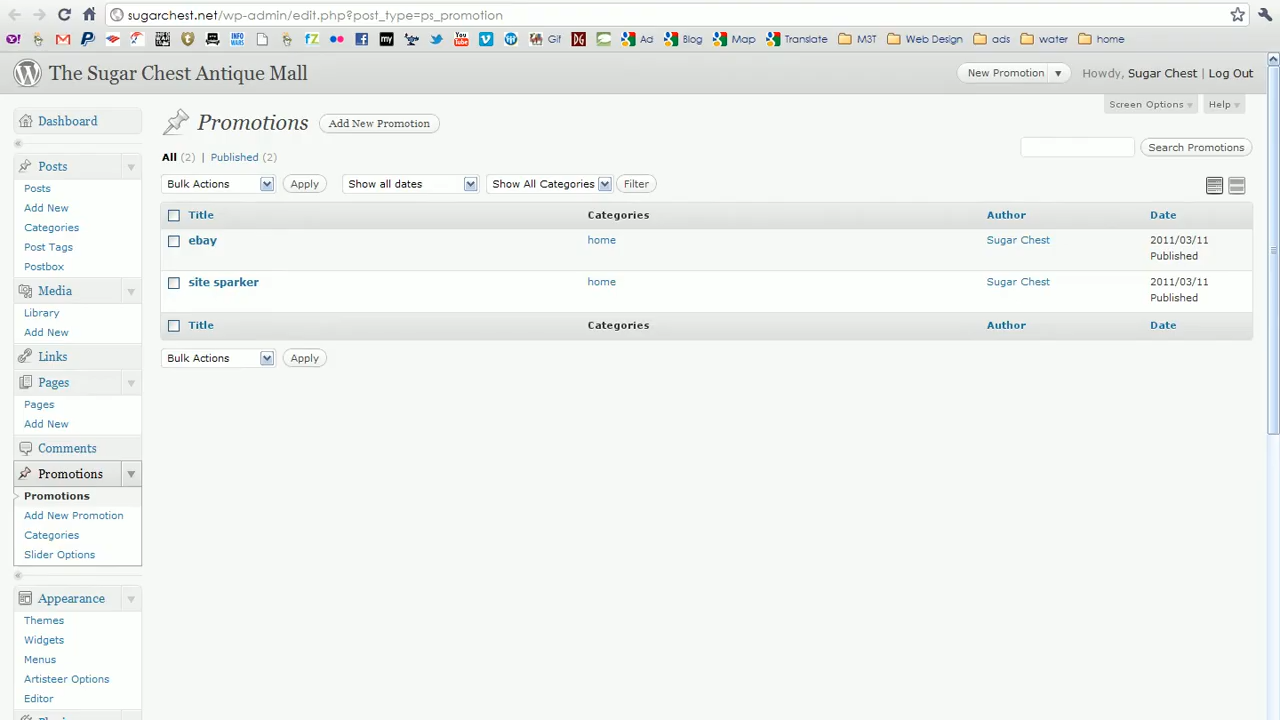 sugarchest.net/wp-admin/edit.php?post_type=ps_promotion
Git Ad Blog Map Translate M3T Web Design ads water home
The Sugar Chest Antique Mall
New Promotion
Howdy, Sugar Chest | Log Out
Screen Options
Help
Dashboard
Posts
Posts
Add New
Categories
Post Tags
Postbox
Media
Library
Add New
Links
Pages
Pages
Add New
Comments
Promotions
Promotions
Add New Promotion
Categories
Slider Options
Appearance
Themes
Widgets
Menus
Artisteer Options
Editor
Promotions
Add New Promotion
All (2) | Published (2)
Search Promotions
Bulk Actions Apply Show all dates Show All Categories Filter
Title Categories Author Date
ebay home Sugar Chest 2011/03/11
Published
site sparker home Sugar Chest 2011/03/11
Published
Title Categories Author Date
Bulk Actions Apply